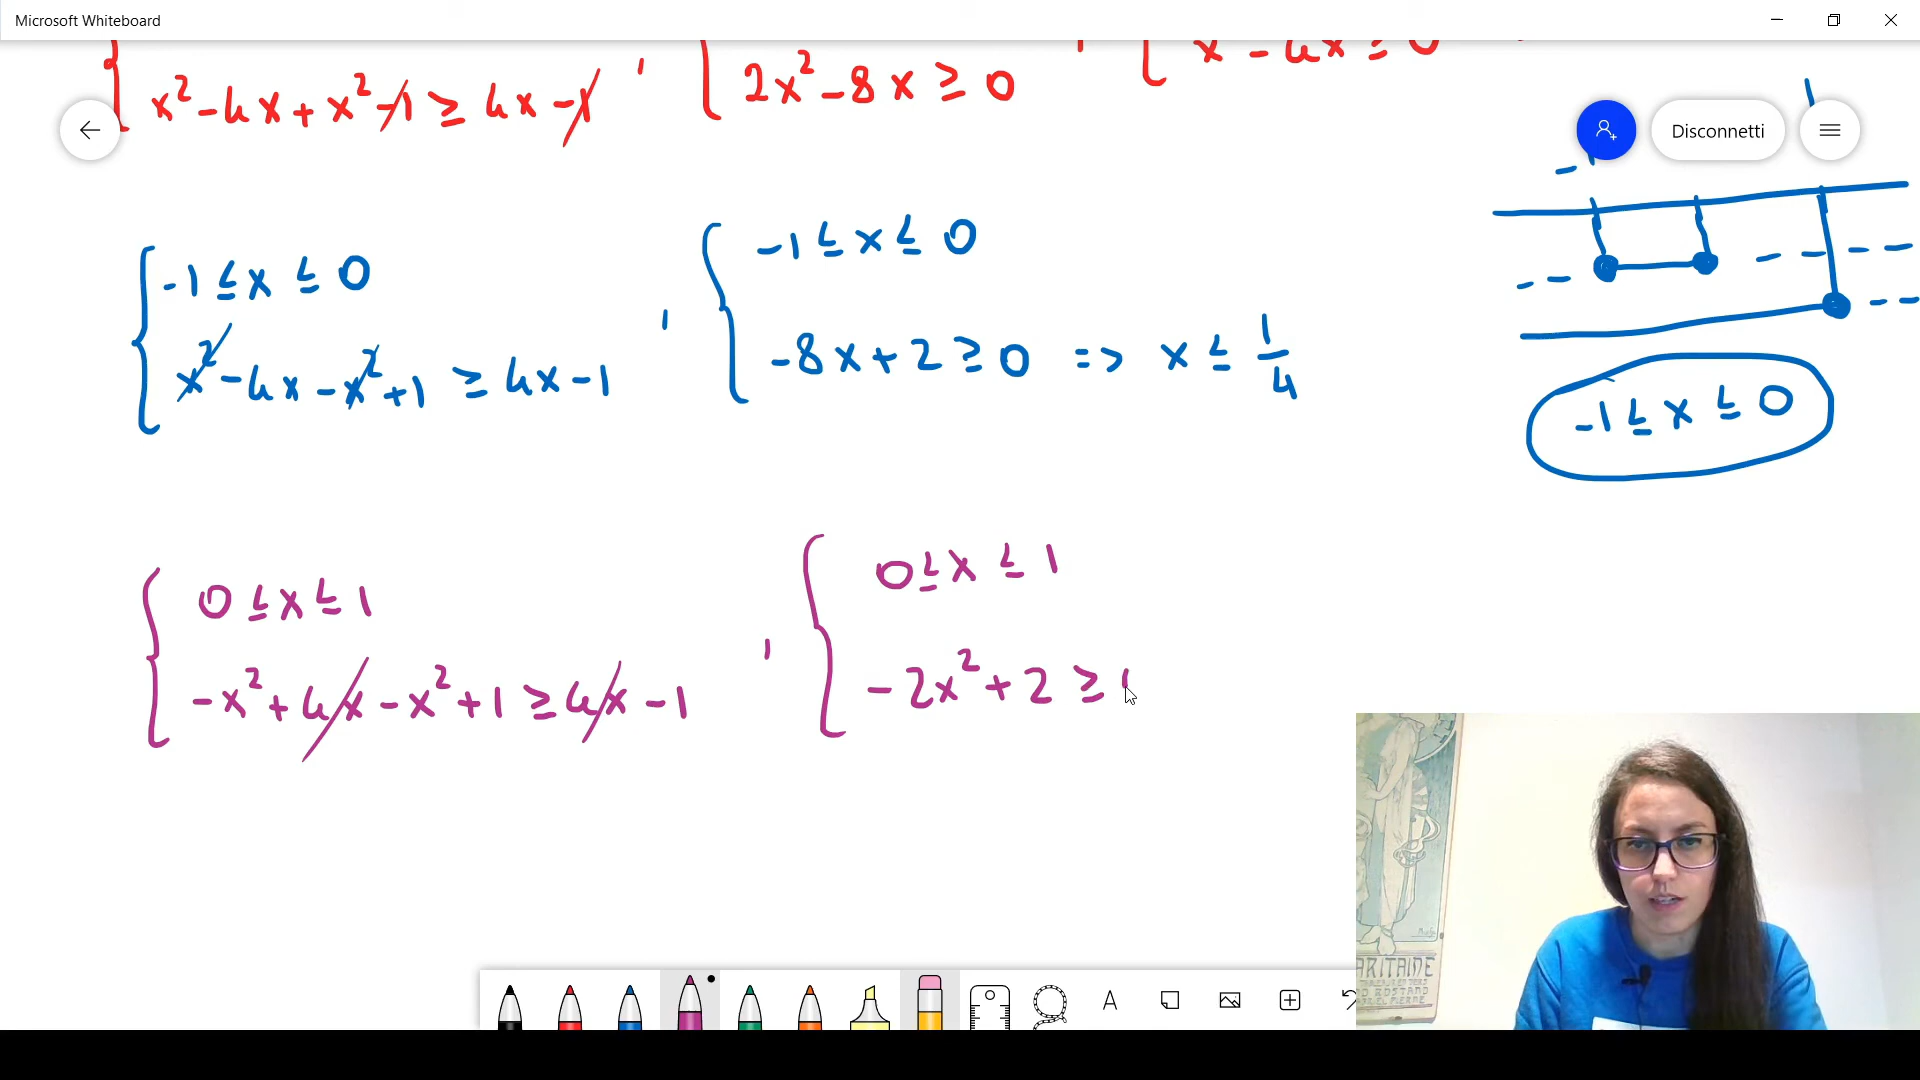 Microsoft Whiteboard
x² - 4x + x² - 1 ≥ 4x - 1 ,
2x² - 8x ≥ 0
x - 4x ≥ 0
Disconnetti
-1 ≤ x ≤ 0
x² - 4x - x² + 1 ≥ 4x - 1 ,
-1 ≤ x ≤ 0
-8x + 2 ≥ 0 => x ≤ 1/4
-1 ≤ x ≤ 0
0 ≤ x ≤ 1
-x² + 4x - x² + 1 ≥ 4x - 1 ,
0 ≤ x ≤ 1
-2x² + 2 ≥
ARITAINE